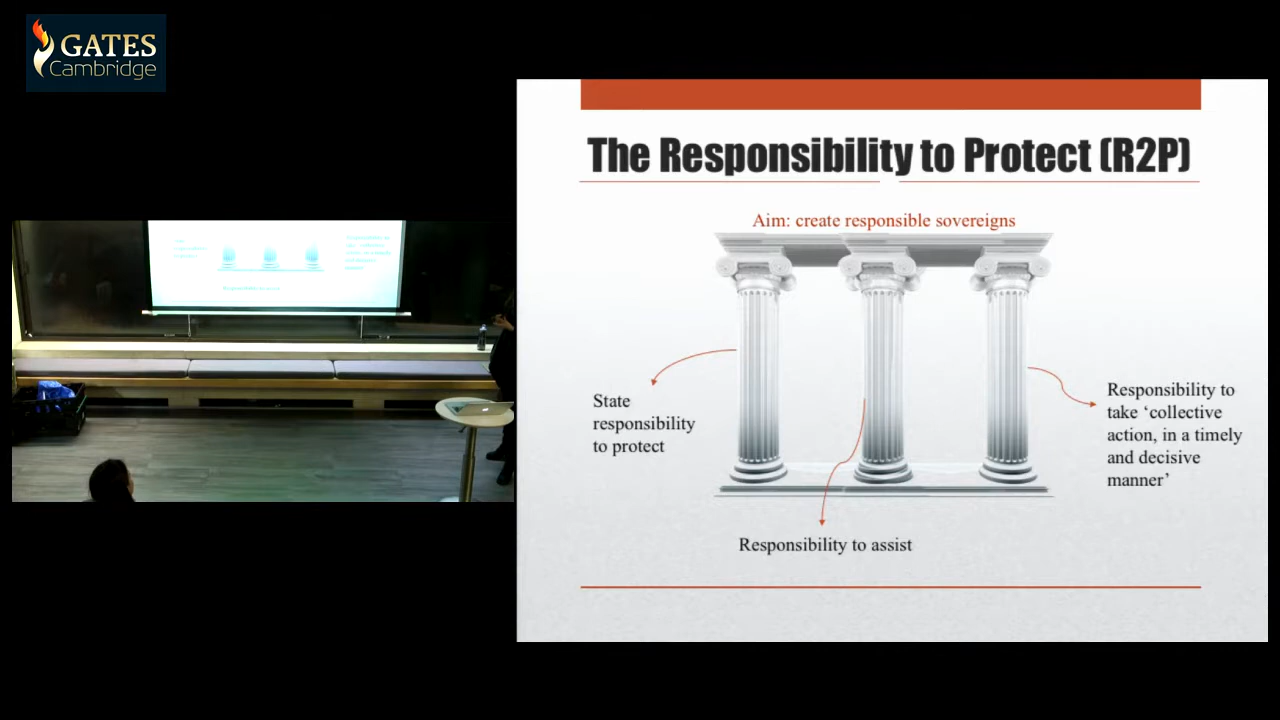 GATES
Cambridge
The Responsibility to Protect (R2P)
Aim: create responsible sovereigns
State
responsibility
to protect
Responsibility to assist
Responsibility to
take ‘collective
action, in a timely
and decisive
manner’